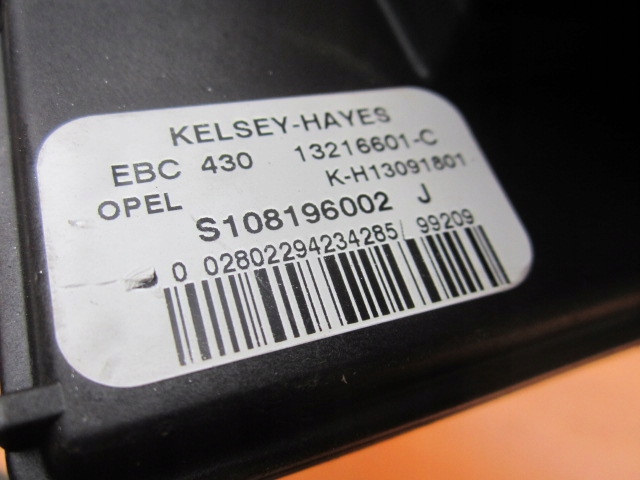 KELSEY-HAYES
EBC 430 13216601-C
OPEL K-H13091801
S108196002 J
0 02802294234285 99209